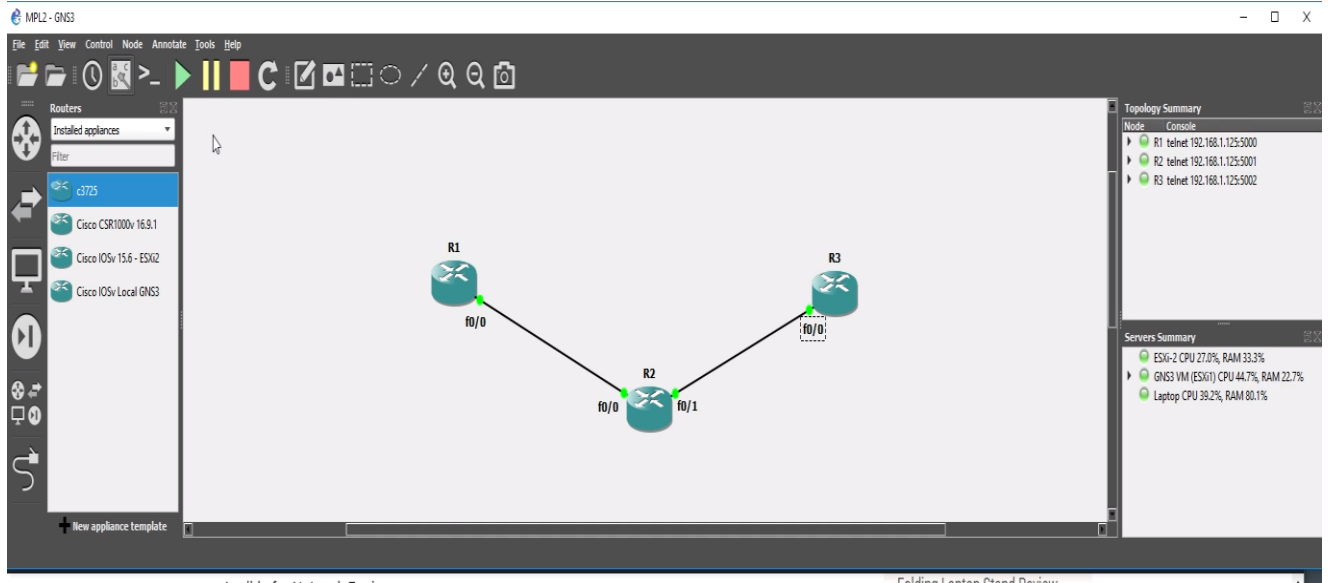 MPL2 - GNS3
File Edit View Control Node Annotate Tools Help
Routers
Installed appliances
Filter
c3725
Cisco CSR1000v 16.9.1
Cisco IOSv 15.6 - ESXi2
Cisco IOSv Local GNS3
New appliance template
R1
f0/0
R3
f0/0
R2
f0/0
f0/1
Topology Summary
Node Console
R1 telnet 192.168.1.125:5000
R2 telnet 192.168.1.125:5001
R3 telnet 192.168.1.125:5002
Servers Summary
ESXi-2 CPU 27.0%, RAM 33.3%
GNS3 VM (ESXi1) CPU 44.7%, RAM 22.7%
Laptop CPU 39.2%, RAM 80.1%
Folding Laptop Stand Review